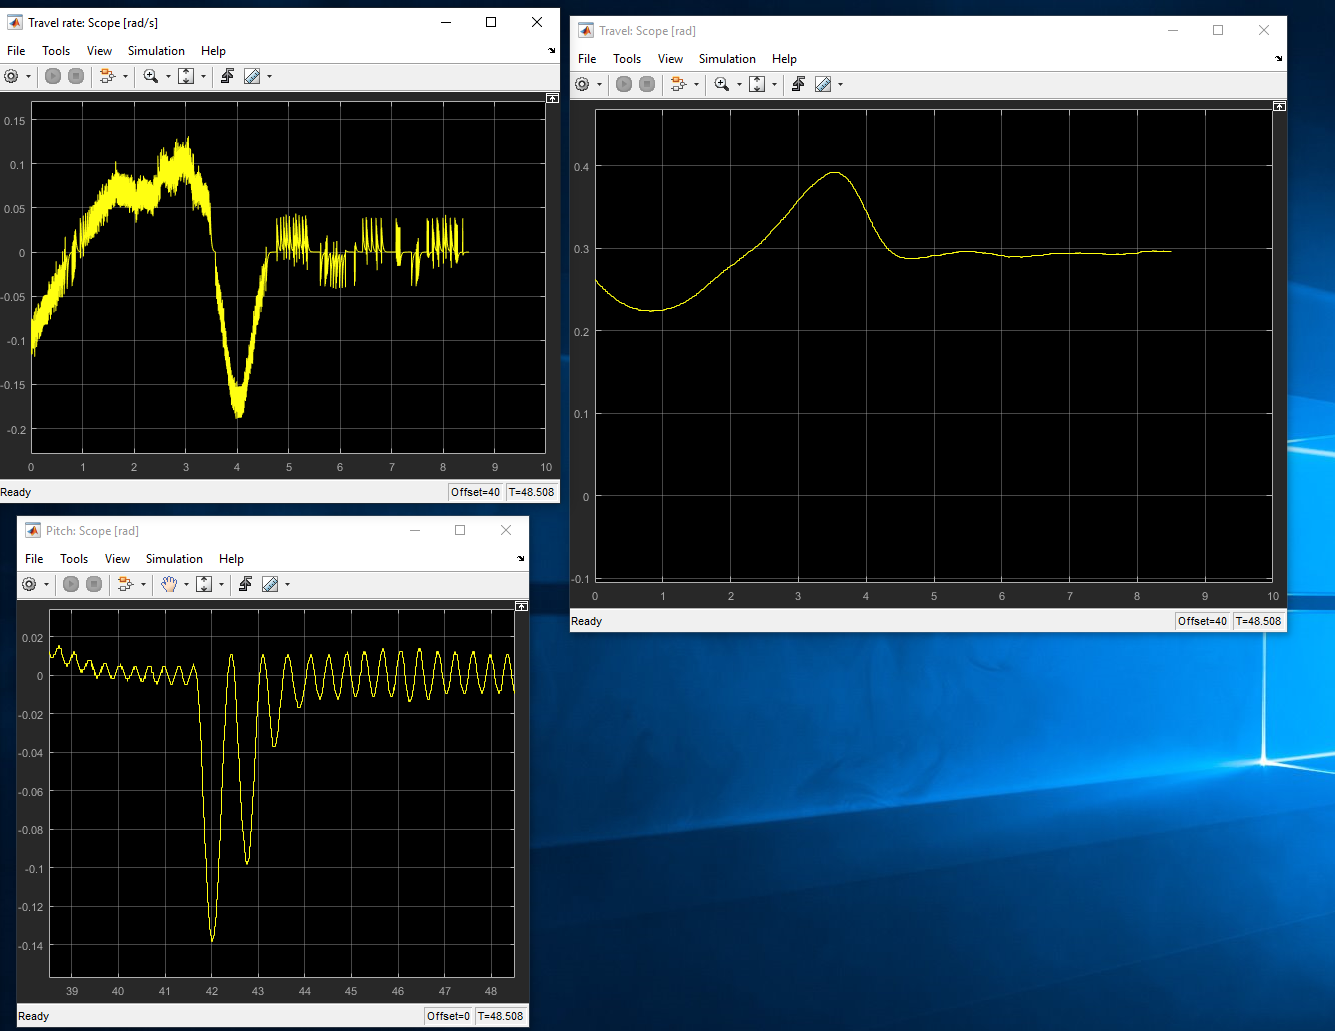 Travel rate: Scope [rad/s]
File Tools View Simulation Help
0.15
0.1
0.05
0
-0.05
-0.1
-0.15
-0.2
0 1 2 3 4 5 6 7 8 9 10
Ready Offset=40 T=48.508
Travel: Scope [rad]
File Tools View Simulation Help
0.4
0.3
0.2
0.1
0
-0.1
0 1 2 3 4 5 6 7 8 9 10
Ready Offset=40 T=48.508
Pitch: Scope [rad]
File Tools View Simulation Help
0.02
0
-0.02
-0.04
-0.06
-0.08
-0.1
-0.12
-0.14
39 40 41 42 43 44 45 46 47 48
Ready Offset=0 T=48.508